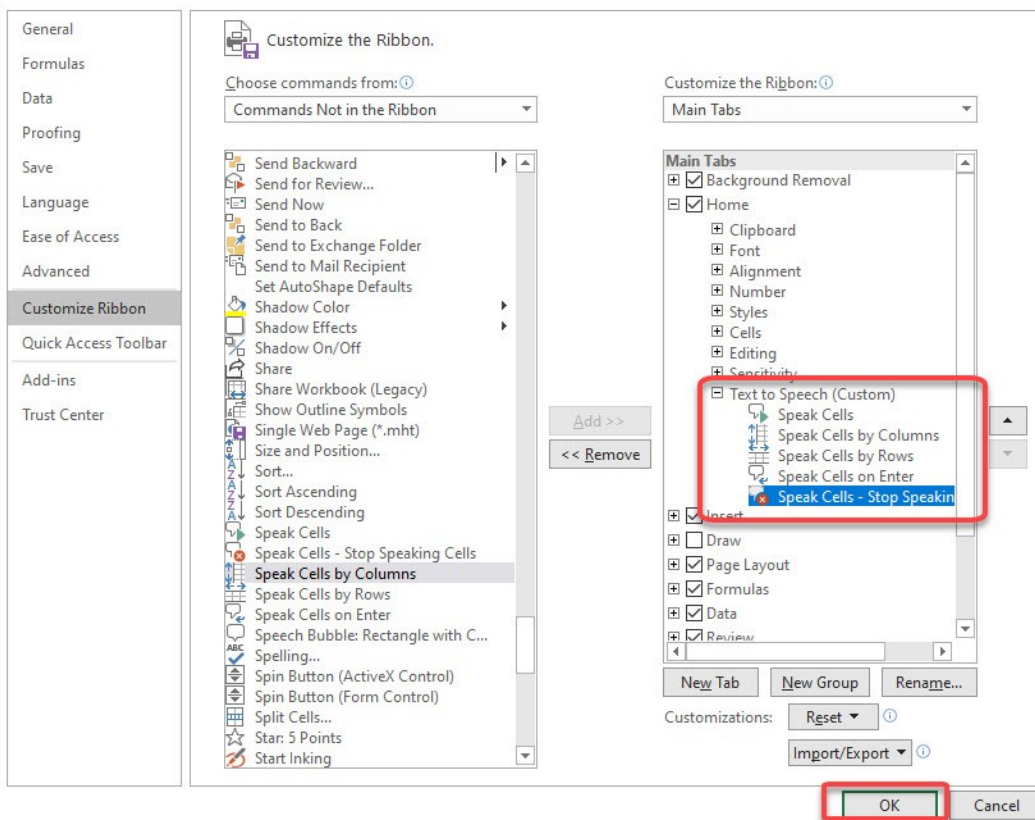 General
Formulas
Data
Proofing
Save
Language
Ease of Access
Advanced
Customize Ribbon
Quick Access Toolbar
Add-ins
Trust Center
Customize the Ribbon.
Choose commands from:
Commands Not in the Ribbon
Send Backward
Send for Review...
Send Now
Send to Back
Send to Exchange Folder
Send to Mail Recipient
Set AutoShape Defaults
Shadow Color
Shadow Effects
Shadow On/Off
Share
Share Workbook (Legacy)
Show Outline Symbols
Single Web Page (*.mht)
Size and Position...
Sort...
Sort Ascending
Sort Descending
Speak Cells
Speak Cells - Stop Speaking Cells
Speak Cells by Columns
Speak Cells by Rows
Speak Cells on Enter
Speech Bubble: Rectangle with C...
Spelling...
Spin Button (ActiveX Control)
Spin Button (Form Control)
Split Cells...
Star: 5 Points
Start Inking
Add >>
<< Remove
Customize the Ribbon:
Main Tabs
Main Tabs
Background Removal
Home
Clipboard
Font
Alignment
Number
Styles
Cells
Editing
Sensitivity
Text to Speech (Custom)
Speak Cells
Speak Cells by Columns
Speak Cells by Rows
Speak Cells on Enter
Speak Cells - Stop Speakin
Insert
Draw
Page Layout
Formulas
Data
Review
New Tab
New Group
Rename...
Customizations:
Reset
Import/Export
OK
Cancel